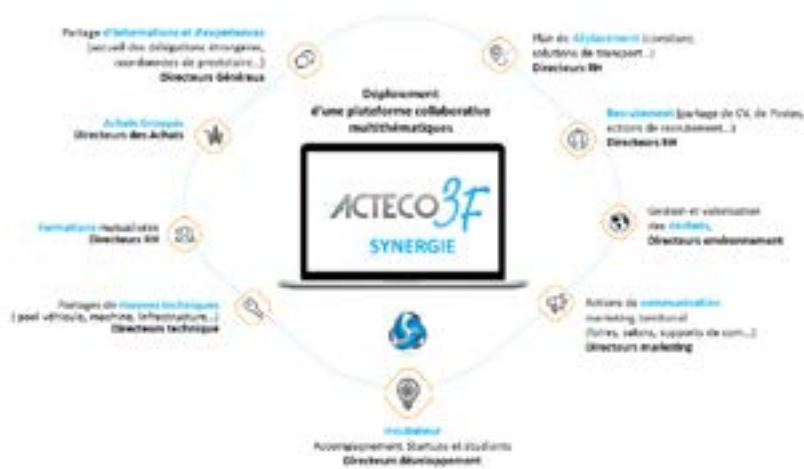 Partage d'informations et d'expériences
(accueil des délégations étrangères,
coordonnées de prestataire...)
Directeurs Généraux
Plan de déplacement (covoiturage,
solutions de transport...)
Directeurs RH
Déploiement
d'une plateforme collaborative
multithématiques
Achats Groupés
Directeurs des Achats
Recrutement (partage de CV, de Postes,
actions de recrutement...)
Directeurs RH
ACTECO 3F
SYNERGIE
Formations mutualisées
Directeurs RH
Gestion et valorisation
des déchets,
Directeurs environnement
Partages de moyens techniques
(pool véhicule, machine, infrastructure...)
Directeurs technique
Actions de communication
marketing territorial
(foires, salons, supports de com...)
Directeurs marketing
Incubateur
Accompagnement Startups et étudiants
Directeurs développement